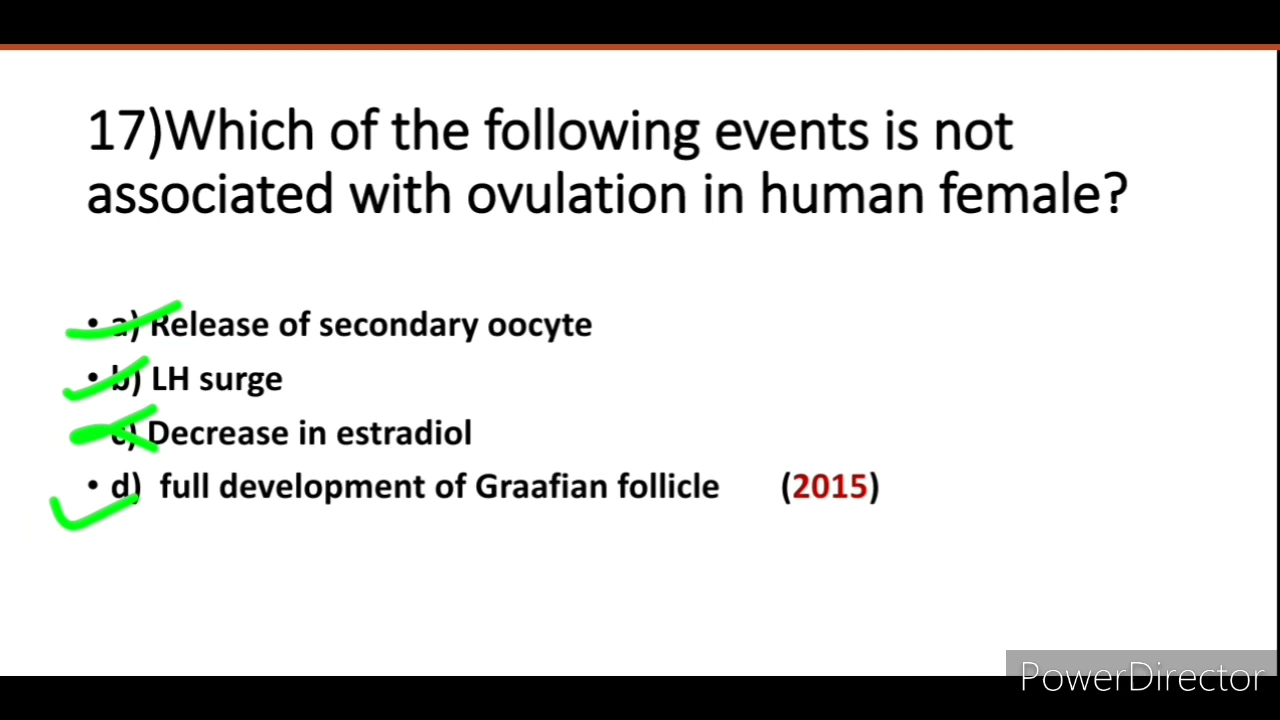 17)Which of the following events is not
associated with ovulation in human female?
• a) Release of secondary oocyte
• b) LH surge
c) Decrease in estradiol
• d) full development of Graafian follicle (2015)
PowerDirector